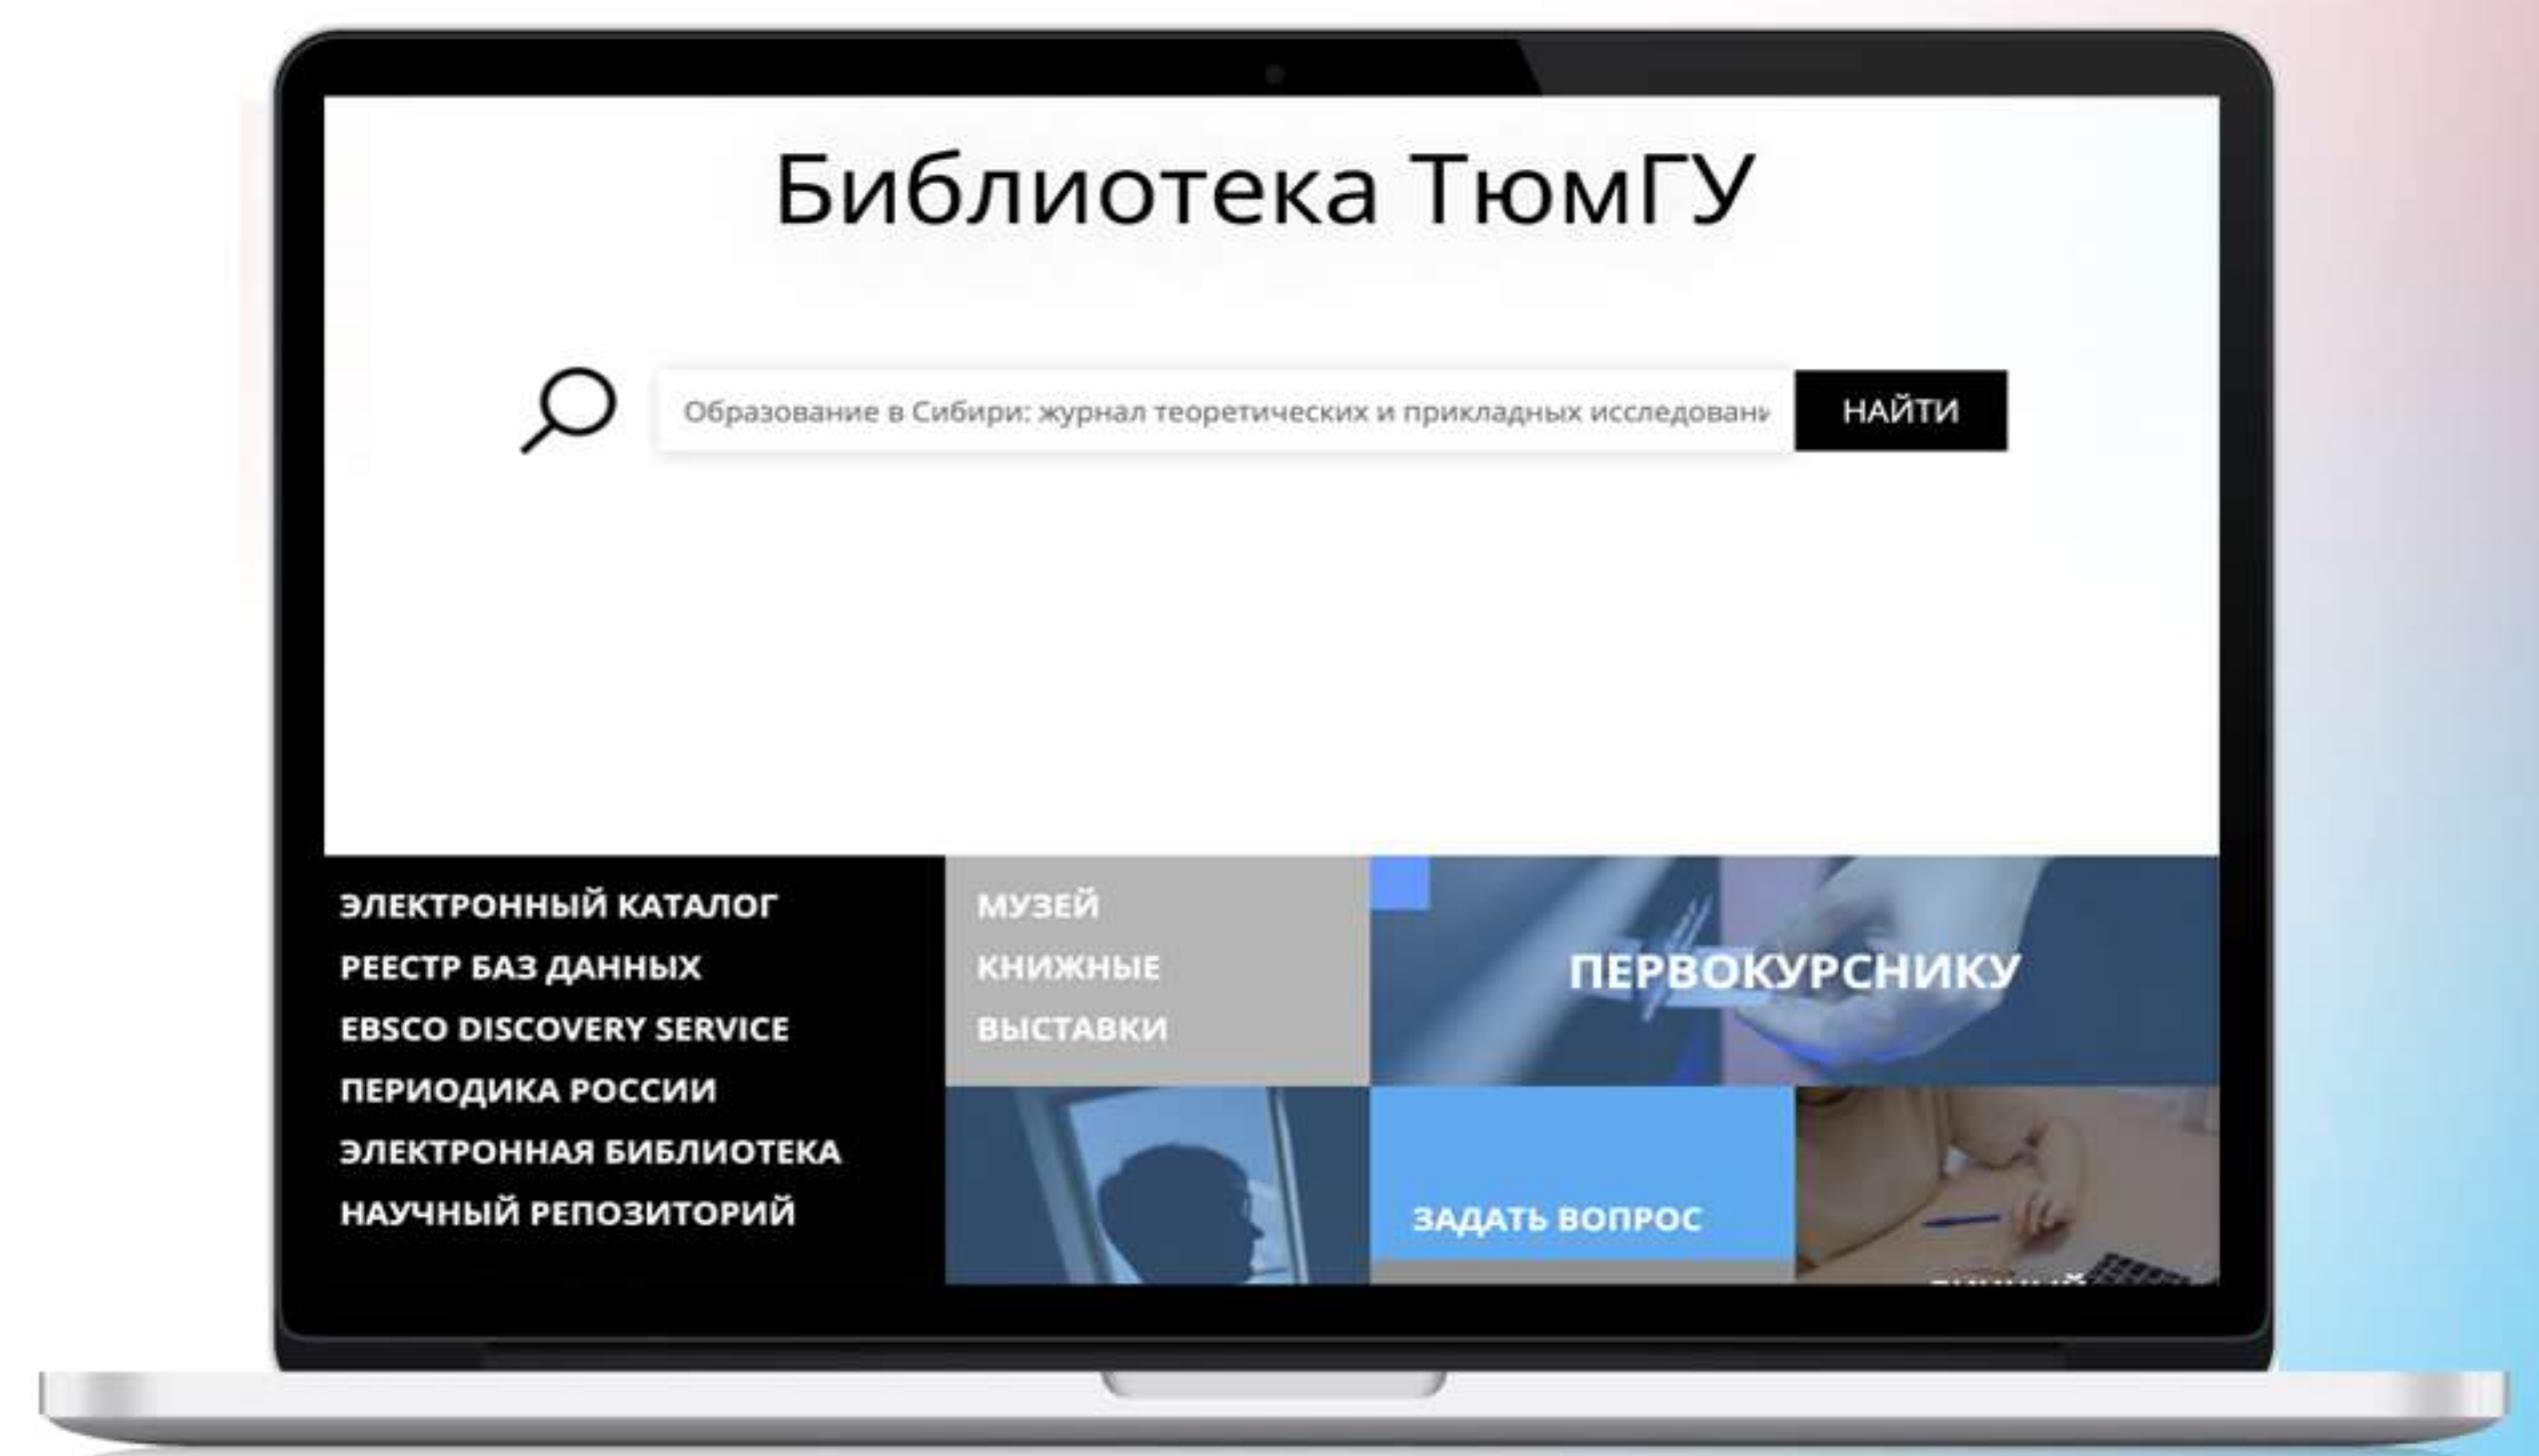 Библиотека ТюмГУ
Образование в Сибири: журнал теоретических и прикладных
НАЙТИ
ЭЛЕКТРОННЫЙ КАТАЛОГ
РЕЕСТР БАЗ ДАННЫХ
EBSCO DISCOVERY SERVICE
ПЕРИОДИКА РОССИИ
ЭЛЕКТРОННАЯ БИБЛИОТЕКА
НАУЧНЫЙ РЕПОЗИТОРИЙ
МУЗЕЙ
КНИЖНЫЕ
ВЫСТАВКИ
ПЕРВОКУРСНИКУ
ЗАДАТЬ ВОПРОС